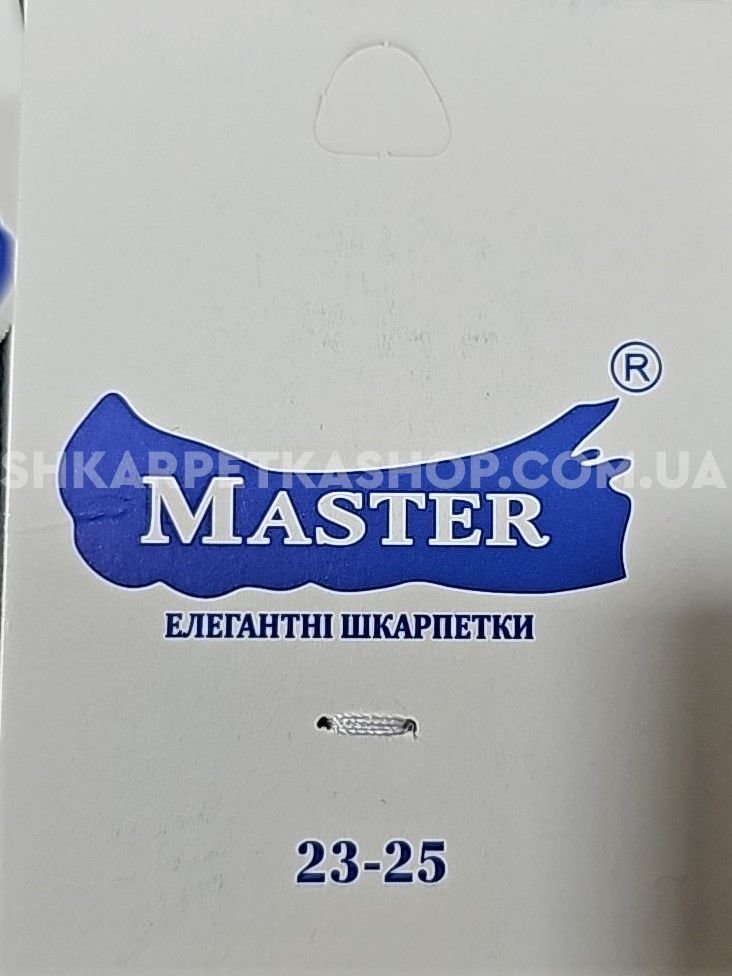 ®
SHKARPETKASHOP.COM.UA
MASTER
ЕЛЕГАНТНІ ШКАРПЕТКИ
23-25